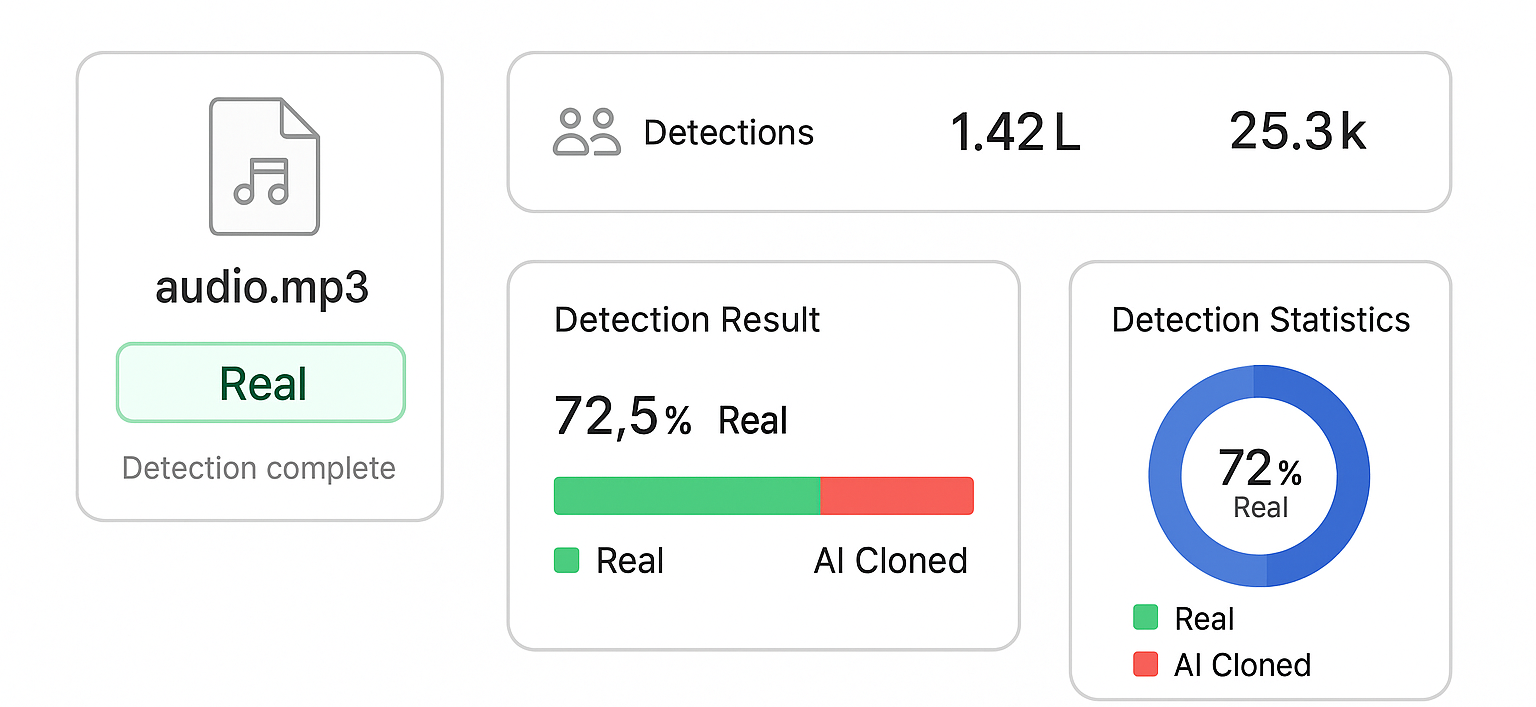 audio.mp3
Real
Detection complete
Detections 1.42 L 25.3 k
Detection Result
72,5 % Real
Real AI Cloned
Detection Statistics
72 %
Real
Real
AI Cloned